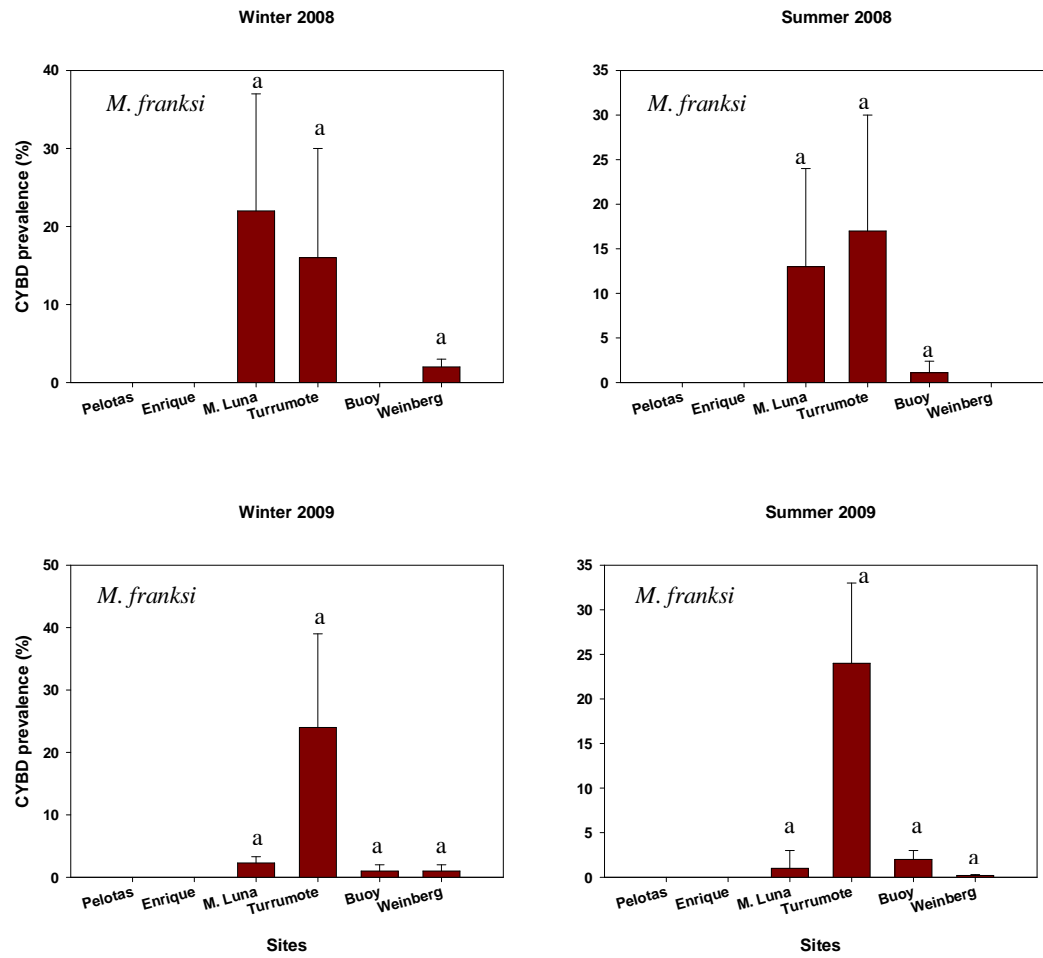 Winter 2008
Summer 2008
40
30
20
10
0
CYBD prevalence (%)
M. franksi
a
a
a
Pelotas
Enrique
M. Luna
Turrumote
Buoy
Weinberg
35
30
25
20
15
10
5
0
M. franksi
a
a
a
Pelotas
Enrique
M. Luna
Turrumote
Buoy
Weinberg
Winter 2009
Summer 2009
50
40
30
20
10
0
CYBD prevalence (%)
M. franksi
a
a
a
a
Pelotas
Enrique
M. Luna
Turrumote
Buoy
Weinberg
Sites
35
30
25
20
15
10
5
0
M. franksi
a
a
a
a
Pelotas
Enrique
M. Luna
Turrumote
Buoy
Weinberg
Sites